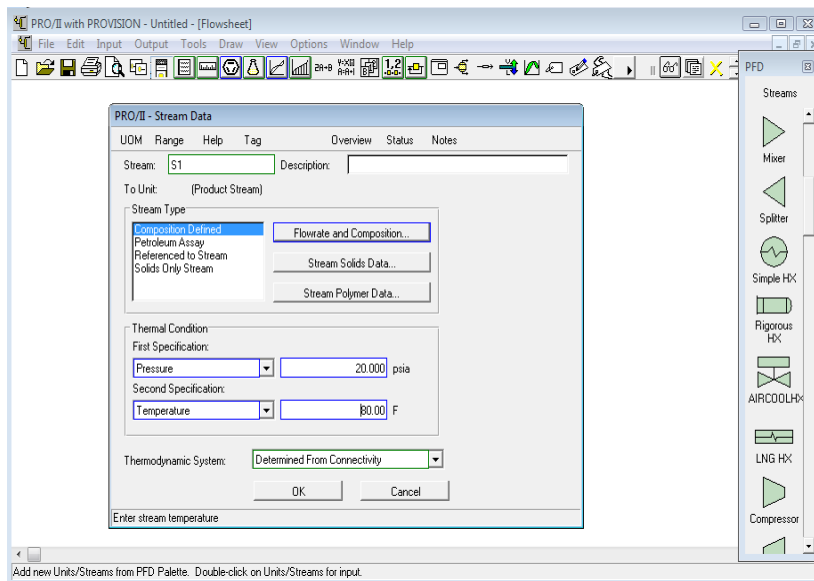 PRO/II with PROVISION - Untitled - [Flowsheet]
File Edit Input Output Tools Draw View Options Window Help
PFD
Streams
Mixer
Splitter
Simple HX
Rigorous
HX
AIRCOOLHX
LNG HX
Compressor
PRO/II - Stream Data
UOM Range Help Tag Overview Status Notes
Stream: S1 Description:
To Unit: (Product Stream)
Stream Type
Composition Defined
Petroleum Assay
Referenced to Stream
Solids Only Stream
Flowrate and Composition...
Stream Solids Data...
Stream Polymer Data...
Thermal Condition
First Specification:
Pressure 20.000 psia
Second Specification:
Temperature 80.00 F
Thermodynamic System: Determined From Connectivity
OK Cancel
Enter stream temperature
Add new Units/Streams from PFD Palette. Double-click on Units/Streams for input.